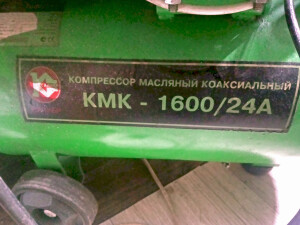 КОМПРЕССОР МАСЛЯНЫЙ КОАКСИАЛЬНЫЙ
КМК - 1600/24А